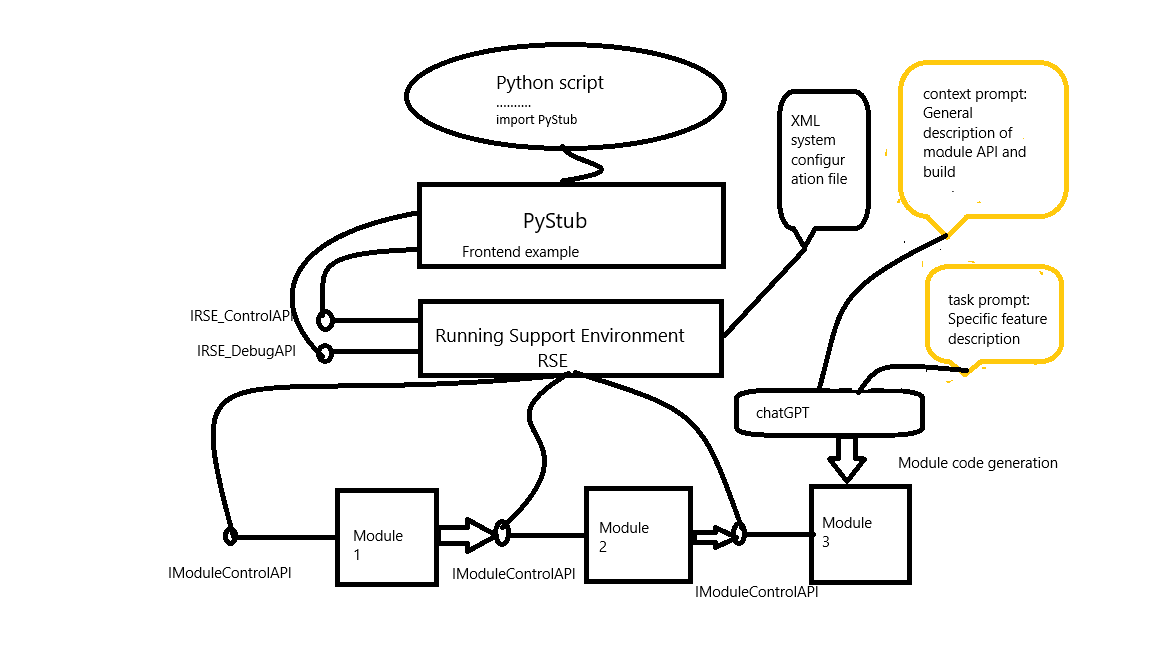 Python script
..........
import PyStub
XML
system
configur
ation file
context prompt:
General
description of
module API and
build
PyStub
Frontend example
IRSE_ControlAPI
IRSE_DebugAPI
Running Support Environment
RSE
task prompt:
Specific feature
description
chatGPT
Module code generation
Module
1
Module
2
Module
3
IModuleControlAPI
IModuleControlAPI
IModuleControlAPI